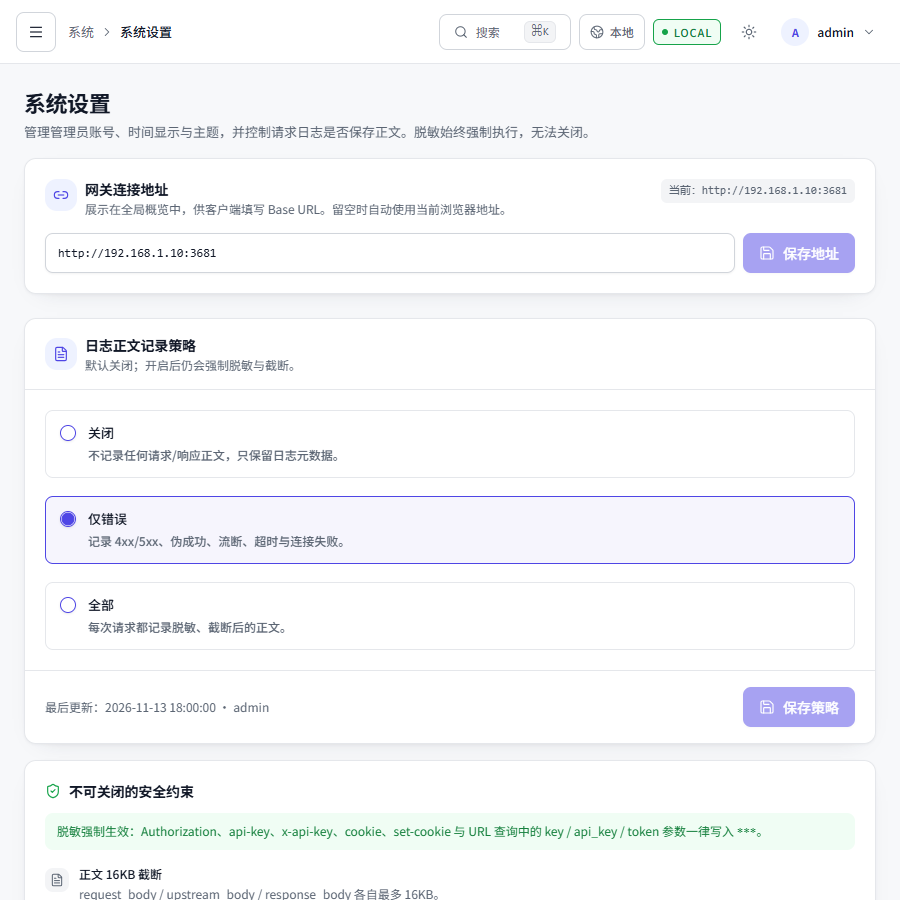 系统 > 系统设置
搜索 ⌘K
本地
LOCAL
A admin
系统设置
管理管理员账号、时间显示与主题，并控制请求日志是否保存正文。脱敏始终强制执行，无法关闭。
网关连接地址
当前：http://192.168.1.10:3681
展示在全局概览中，供客户端填写 Base URL。留空时自动使用当前浏览器地址。
http://192.168.1.10:3681
保存地址
日志正文记录策略
默认关闭；开启后仍会强制脱敏与截断。
关闭
不记录任何请求/响应正文，只保留日志元数据。
仅错误
记录 4xx/5xx、伪成功、流断、超时与连接失败。
全部
每次请求都记录脱敏、截断后的正文。
最后更新：2026-11-13 18:00:00 · admin
保存策略
不可关闭的安全约束
脱敏强制生效：Authorization、api-key、x-api-key、cookie、set-cookie 与 URL 查询中的 key / api_key / token 参数一律写入 ***。
正文 16KB 截断
request_body / upstream_body / response_body 各自最多 16KB。